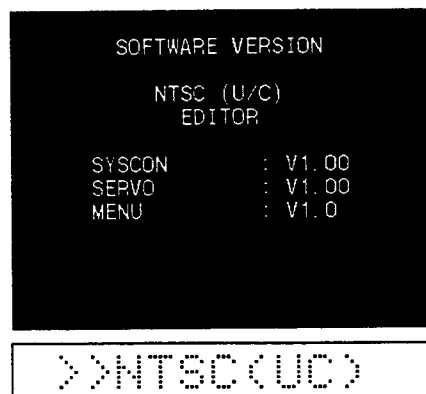 SOFTWARE VERSION
NTSC (U/C)
EDITOR
SYSCON : V1.00
SERVO : V1.00
MENU : V1.0
>>NTSC(UC)